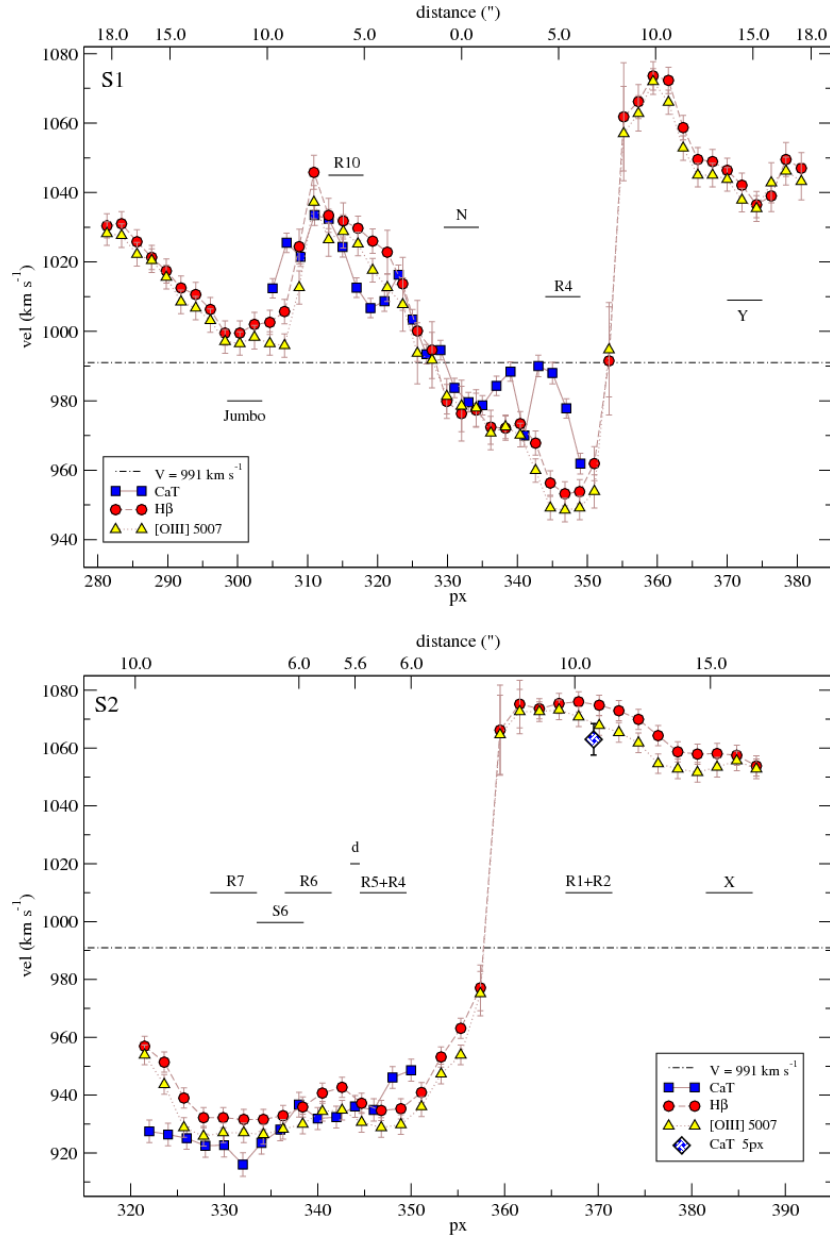 distance (")
18.0 15.0 10.0 5.0 0.0 5.0 10.0 15.0 18.0
S1
1080
1060
1040
1020
1000
980
960
940
vel (km s⁻¹)
R10
N
R4
Y
Jumbo
V = 991 km s⁻¹
CaT
Hβ
[OIII] 5007
280 290 300 310 320 330 340 350 360 370 380
px
distance (")
10.0 6.0 5.6 6.0 10.0 15.0
S2
1080
1060
1040
1020
1000
980
960
940
920
vel (km s⁻¹)
d
R7 R6 R5+R4 R1+R2 X
S6
V = 991 km s⁻¹
CaT
Hβ
[OIII] 5007
CaT 5px
320 330 340 350 360 370 380 390
px